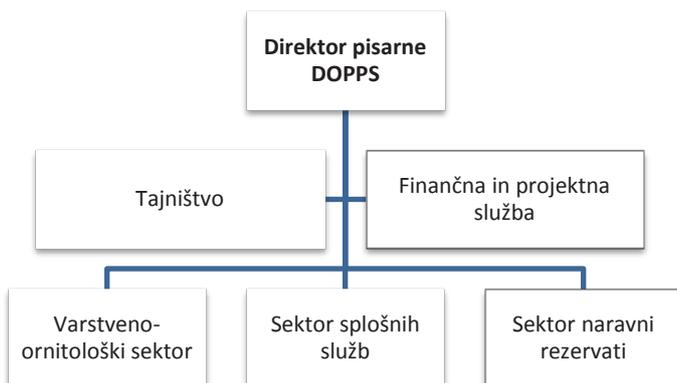 Direktor pisarne
DOPPS
Tajništvo
Finančna in projektna
služba
Varstveno-
ornitološki sektor
Sektor splošnih
služb
Sektor naravni
rezervati